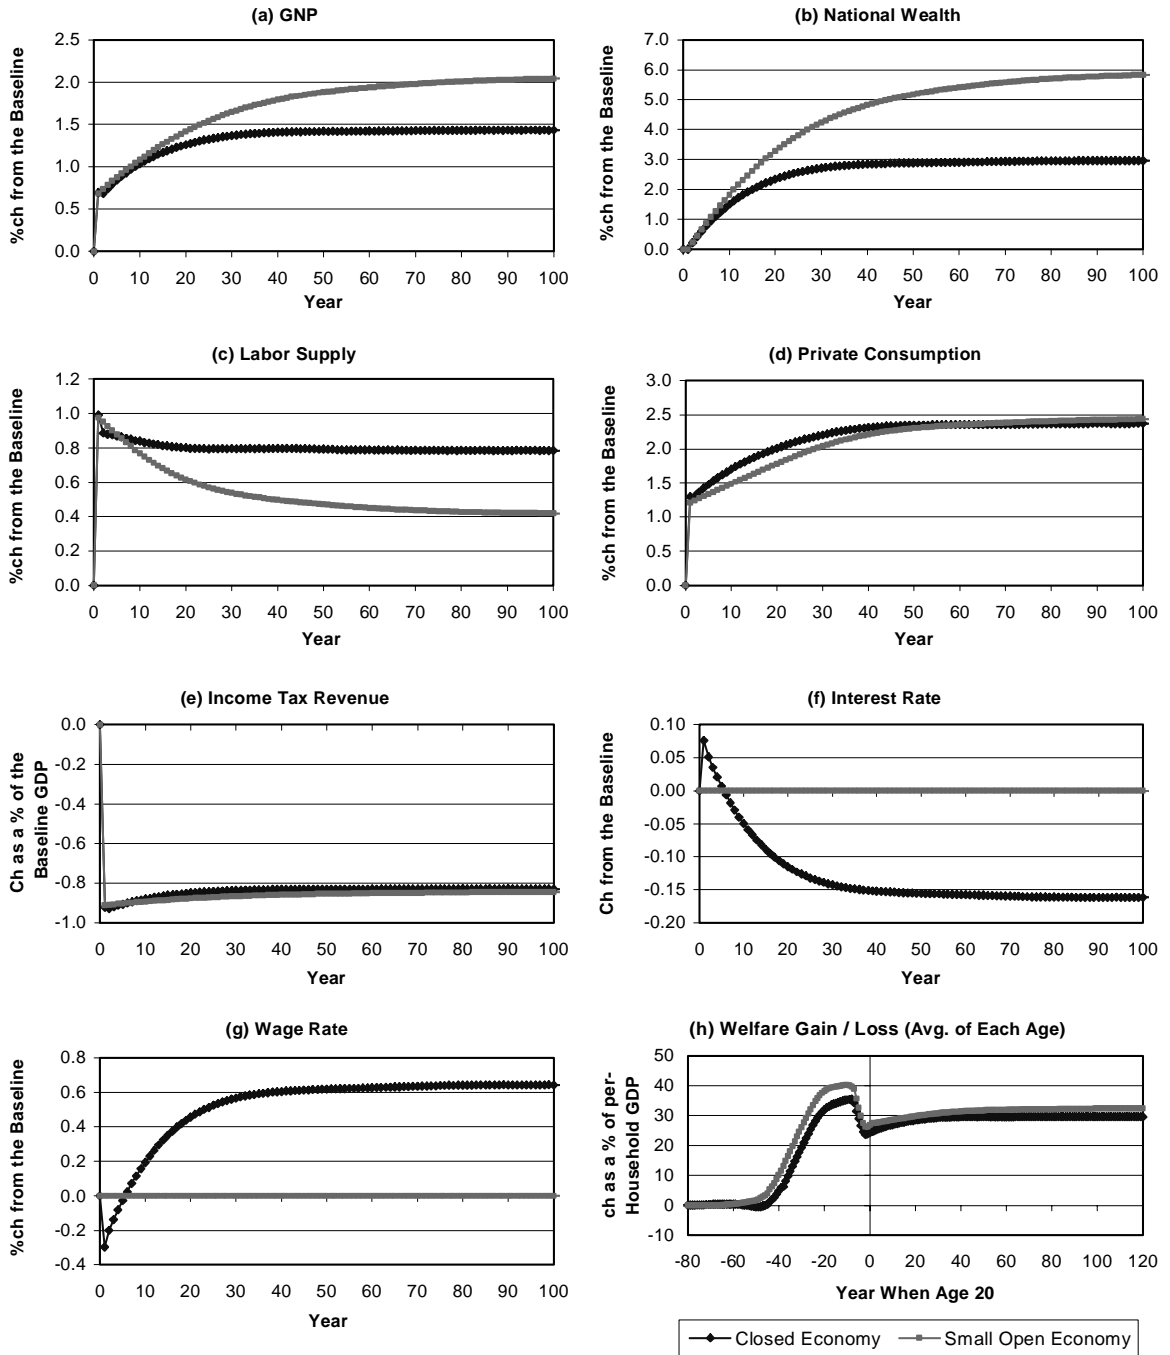 (a) GNP
%ch from the Baseline
2.5
2.0
1.5
1.0
0.5
0.0
0 10 20 30 40 50 60 70 80 90 100
Year
(b) National Wealth
%ch from the Baseline
7.0
6.0
5.0
4.0
3.0
2.0
1.0
0.0
0 10 20 30 40 50 60 70 80 90 100
Year
(c) Labor Supply
%ch from the Baseline
1.2
1.0
0.8
0.6
0.4
0.2
0.0
0 10 20 30 40 50 60 70 80 90 100
Year
(d) Private Consumption
%ch from the Baseline
3.0
2.5
2.0
1.5
1.0
0.5
0.0
0 10 20 30 40 50 60 70 80 90 100
Year
(e) Income Tax Revenue
Ch as a % of the
Baseline GDP
0.0
-0.2
-0.4
-0.6
-0.8
-1.0
0 10 20 30 40 50 60 70 80 90 100
Year
(f) Interest Rate
Ch from the Baseline
0.10
0.05
0.00
-0.05
-0.10
-0.15
-0.20
0 10 20 30 40 50 60 70 80 90 100
Year
(g) Wage Rate
%ch from the Baseline
0.8
0.6
0.4
0.2
0.0
-0.2
-0.4
0 10 20 30 40 50 60 70 80 90 100
Year
(h) Welfare Gain / Loss (Avg. of Each Age)
ch as a % of per-
Household GDP
50
40
30
20
10
0
-10
-80 -60 -40 -20 0 20 40 60 80 100 120
Year When Age 20
Closed Economy Small Open Economy